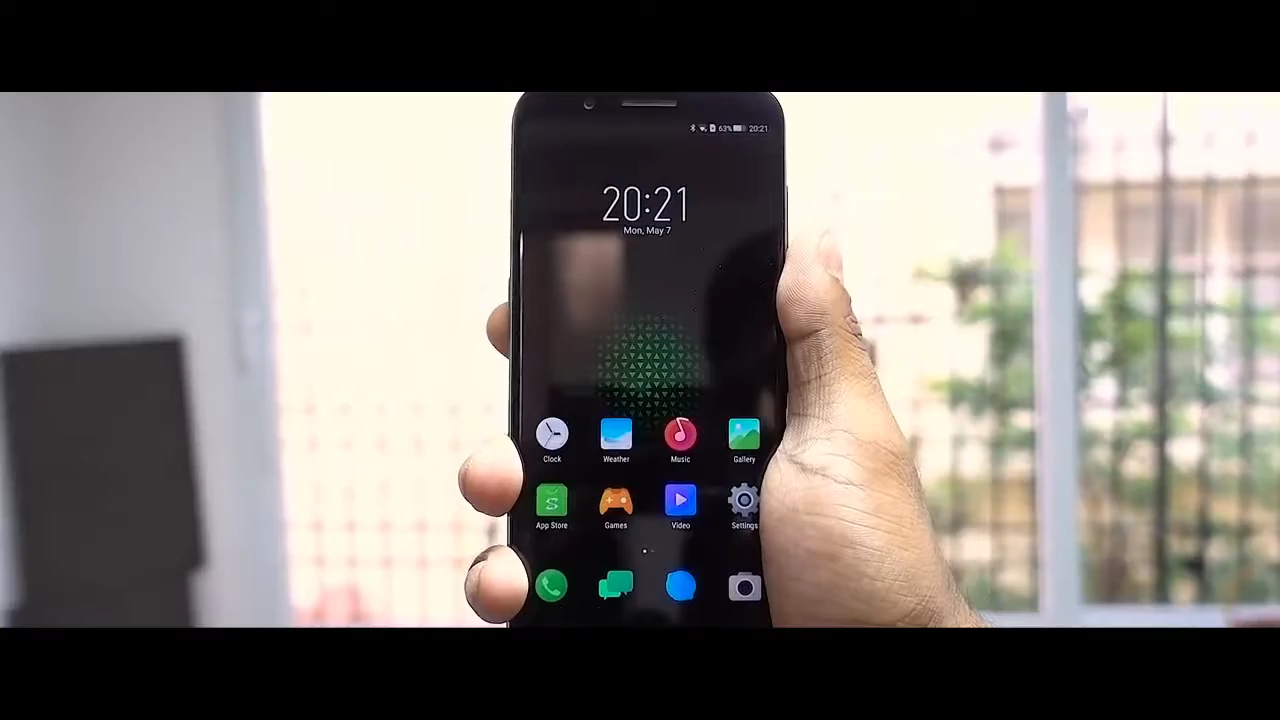 63% 20:21
20:21
Mon, May 7
Clock Weather Music Gallery
App Store Games Video Settings